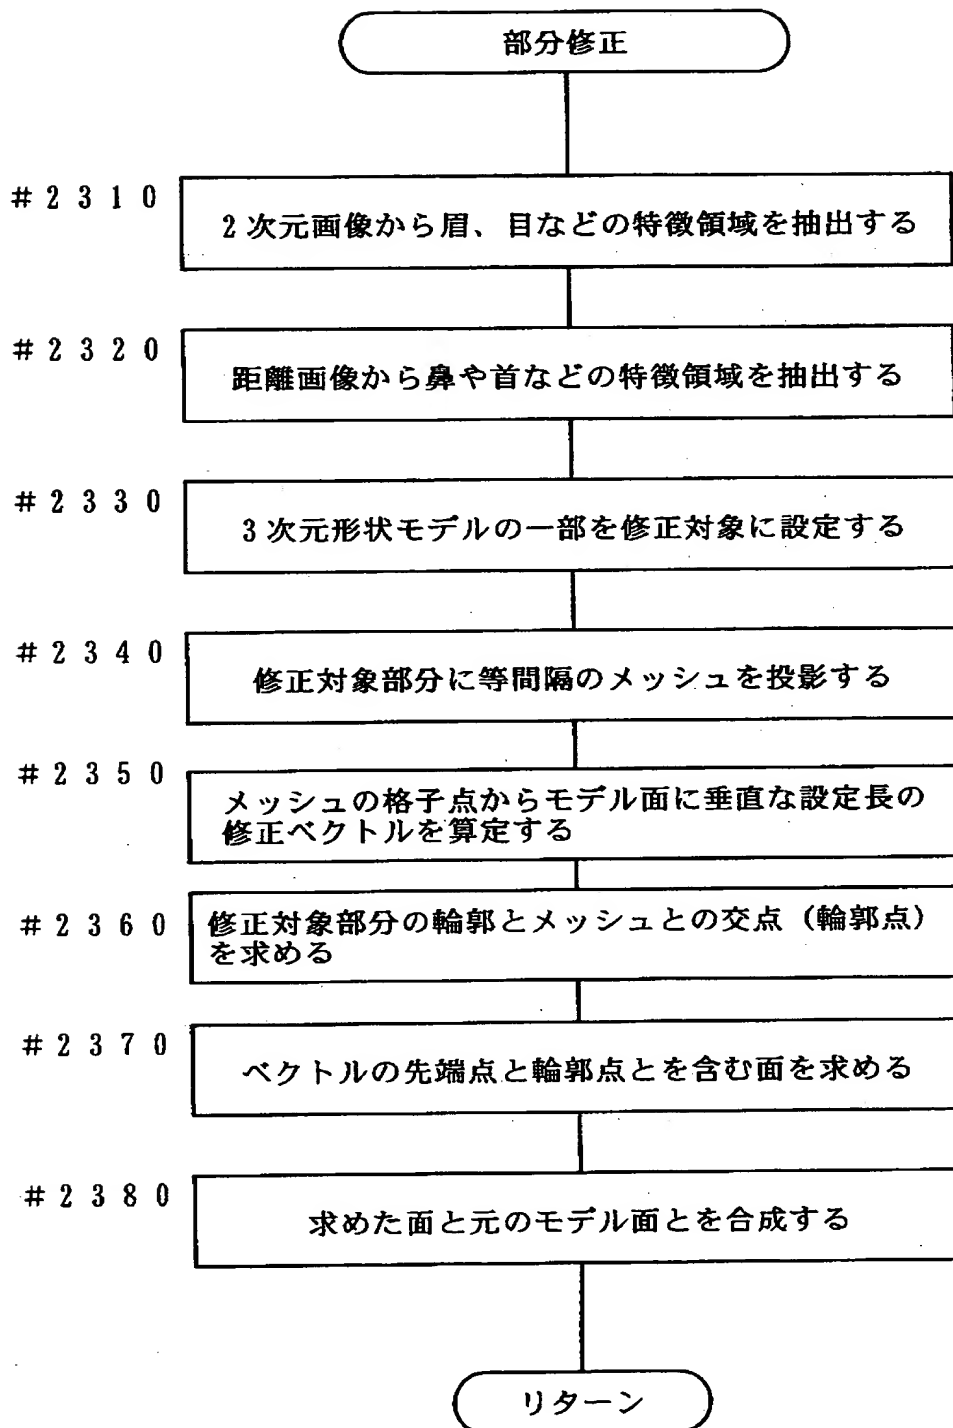 部分修正
#2310
2次元画像から眉、目などの特徴領域を抽出する
#2320
距離画像から鼻や首などの特徴領域を抽出する
#2330
3次元形状モデルの一部を修正対象に設定する
#2340
修正対象部分に等間隔のメッシュを投影する
#2350
メッシュの格子点からモデル面に垂直な設定長の
修正ベクトルを算定する
#2360
修正対象部分の輪郭とメッシュとの交点（輪郭点）
を求める
#2370
ベクトルの先端点と輪郭点とを含む面を求める
#2380
求めた面と元のモデル面とを合成する
リターン